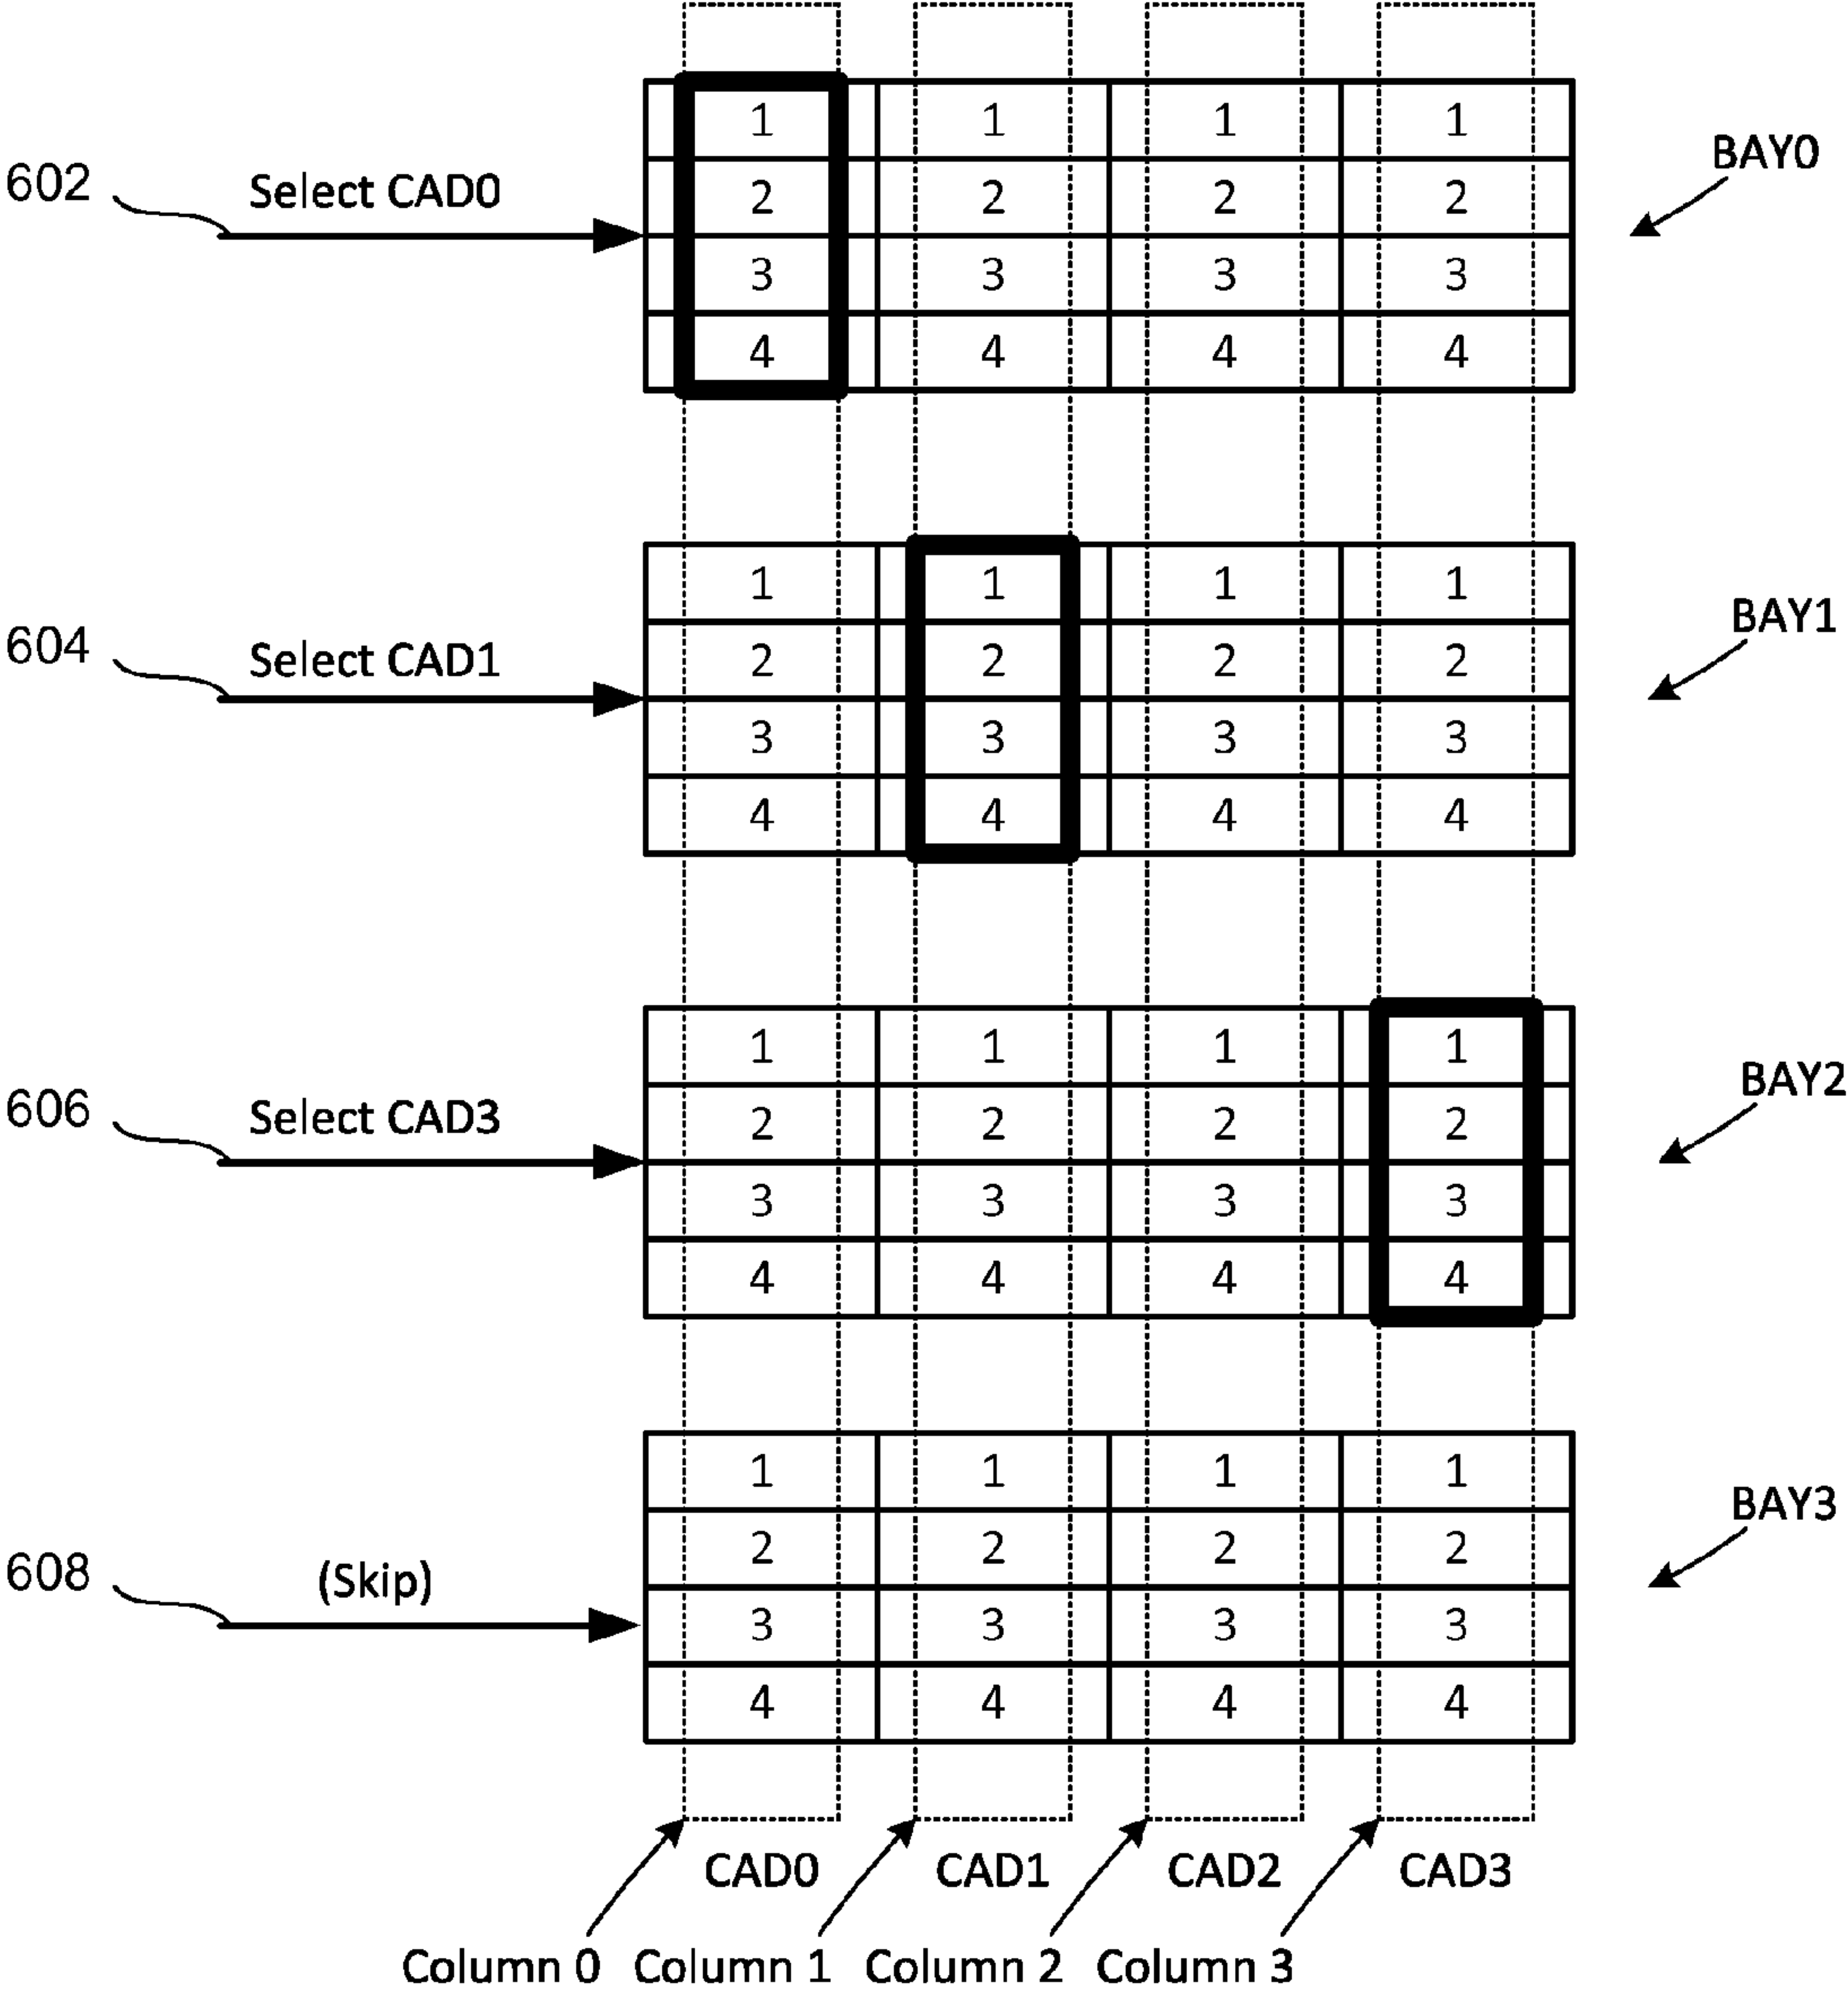 1 1 1 1
BAY0
602 Select CAD0
2 2 2 2
3 3 3 3
4 4 4 4
1 1 1 1
BAY1
604 Select CAD1
2 2 2 2
3 3 3 3
4 4 4 4
1 1 1 1
BAY2
606 Select CAD3
2 2 2 2
3 3 3 3
4 4 4 4
1 1 1 1
BAY3
2 2 2 2
608 (Skip)
3 3 3 3
4 4 4 4
CAD0 CAD1 CAD2 CAD3
Column 0 Column 1 Column 2 Column 3